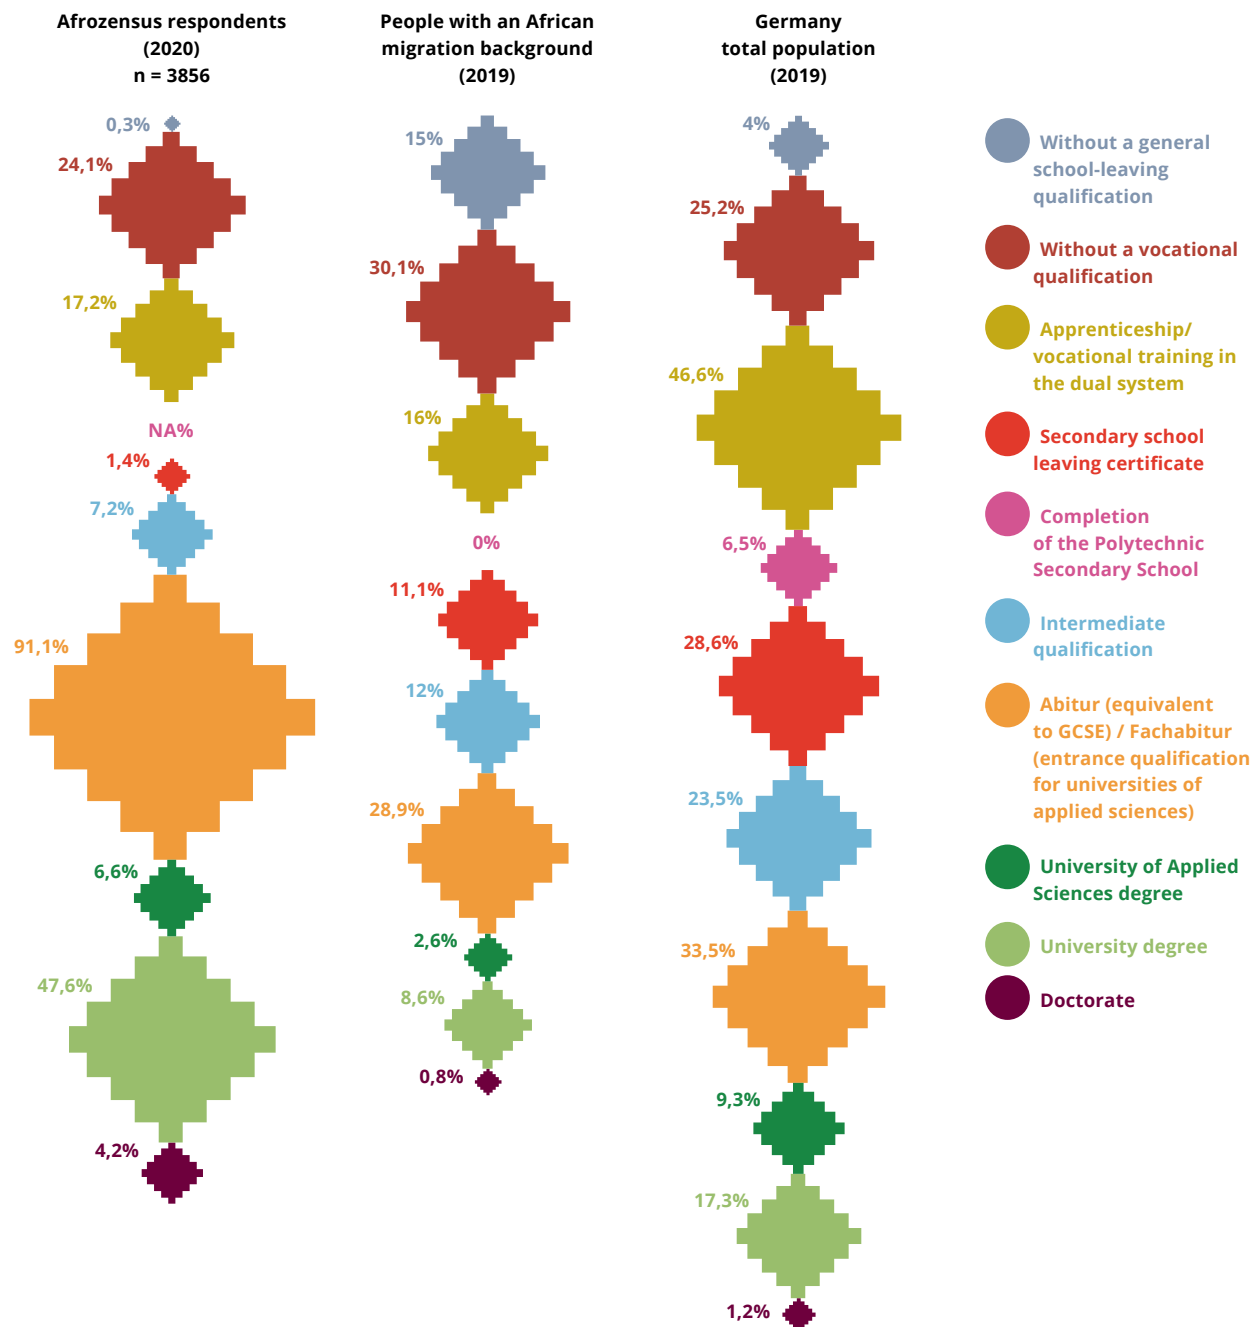 Afrozensus respondents
(2020)
n = 3856
People with an African
migration background
(2019)
Germany
total population
(2019)
0,3%
24,1%
17,2%
NA%
1,4%
7,2%
91,1%
6,6%
47,6%
4,2%
15%
30,1%
16%
0%
11,1%
12%
28,9%
2,6%
8,6%
0,8%
4%
25,2%
46,6%
6,5%
28,6%
23,5%
33,5%
9,3%
17,3%
1,2%
Without a general
school-leaving
qualification
Without a vocational
qualification
Apprenticeship/
vocational training in
the dual system
Secondary school
leaving certificate
Completion
of the Polytechnic
Secondary School
Intermediate
qualification
Abitur (equivalent
to GCSE) / Fachabitur
(entrance qualification
for universities of
applied sciences)
University of Applied
Sciences degree
University degree
Doctorate